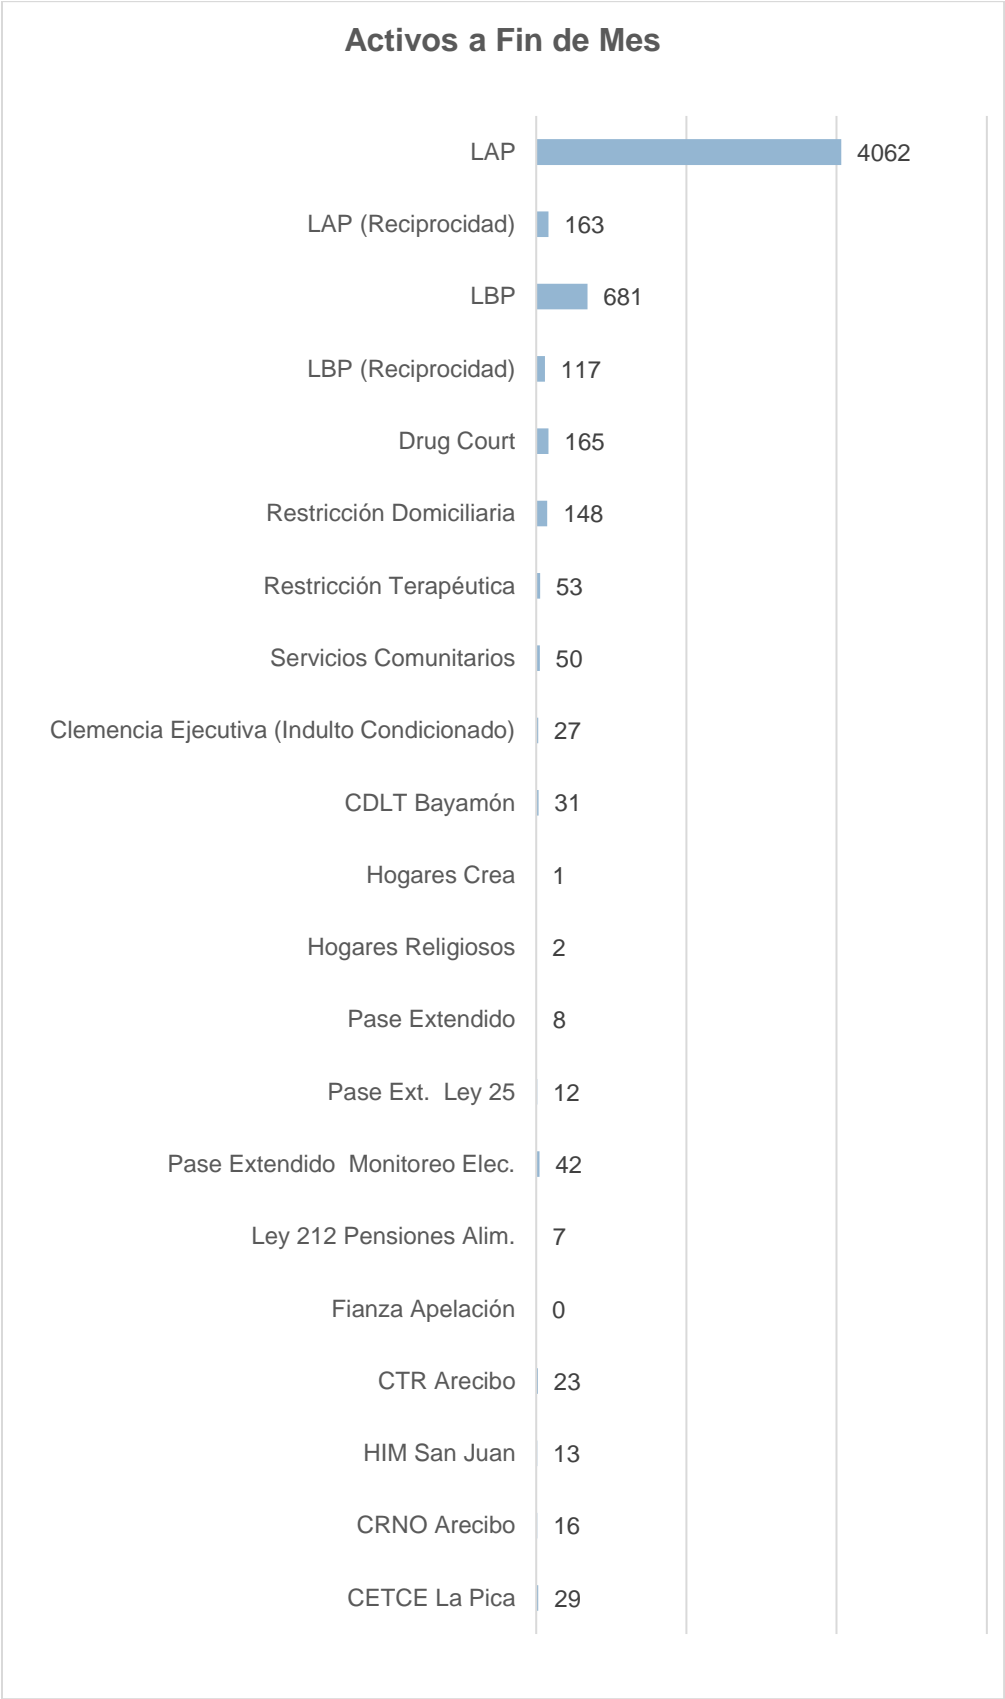 Activos a Fin de Mes
LAP 4062
LAP (Reciprocidad) 163
LBP 681
LBP (Reciprocidad) 117
Drug Court 165
Restricción Domiciliaria 148
Restricción Terapéutica 53
Servicios Comunitarios 50
Clemencia Ejecutiva (Indulto Condicionado) 27
CDLT Bayamón 31
Hogares Crea 1
Hogares Religiosos 2
Pase Extendido 8
Pase Ext.  Ley 25 12
Pase Extendido  Monitoreo Elec. 42
Ley 212 Pensiones Alim. 7
Fianza Apelación 0
CTR Arecibo 23
HIM San Juan 13
CRNO Arecibo 16
CETCE La Pica 29